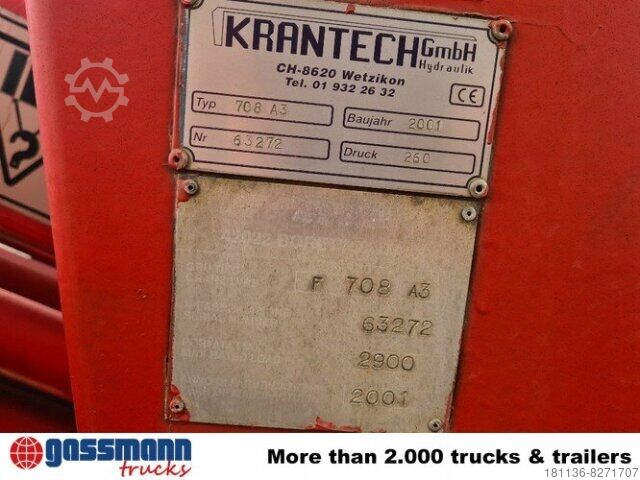 KRANTECH GmbH
Hydraulik
CH-8620 Wetzikon
Tel. 01 932 26 32
CE
Typ 708 A3 Baujahr 2001
Nr 63272 Druck 260
F 708 A3
63272
2900
2001
gassmann
trucks
More than 2.000 trucks & trailers
181136-8271707